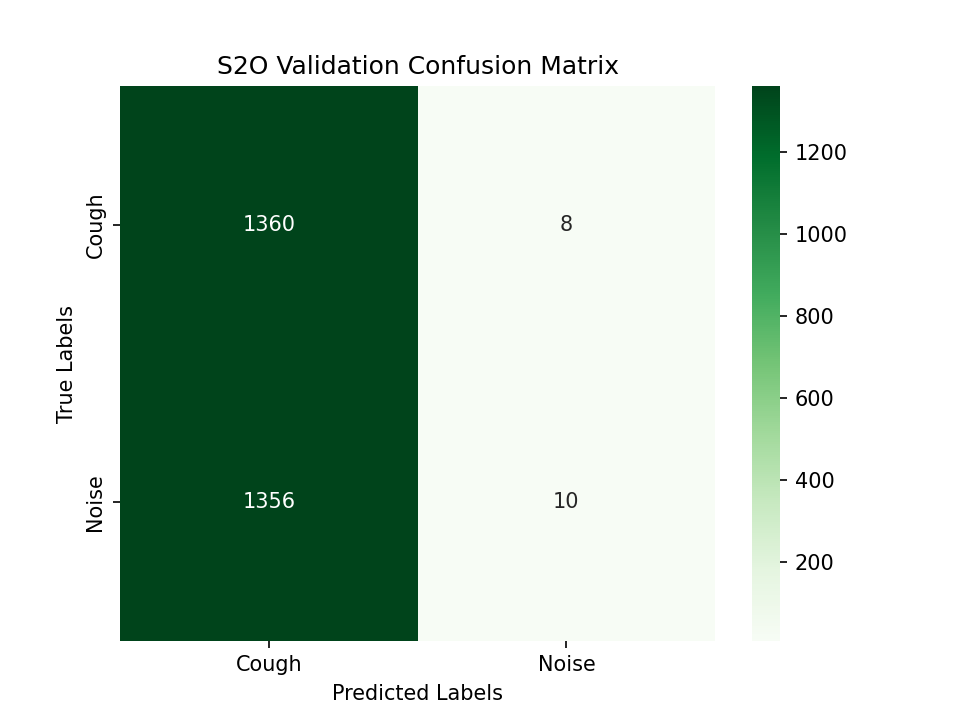 S2O Validation Confusion Matrix
True Labels
Cough
1360
8
Noise
1356
10
Cough
Noise
Predicted Labels
1200
1000
800
600
400
200